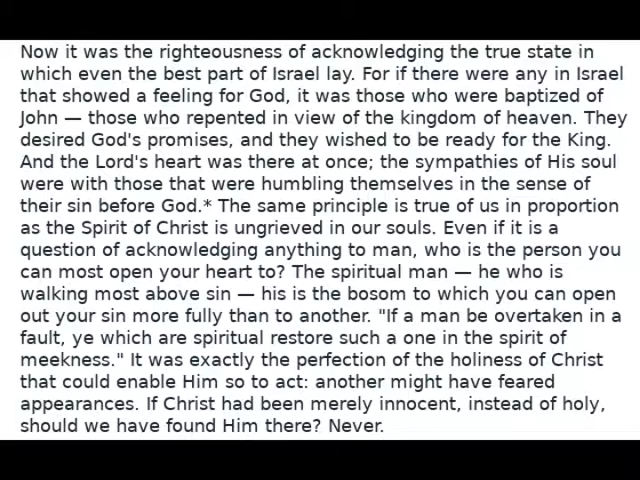 Now it was the righteousness of acknowledging the true state in
which even the best part of Israel lay. For if there were any in Israel
that showed a feeling for God, it was those who were baptized of
John — those who repented in view of the kingdom of heaven. They
desired God's promises, and they wished to be ready for the King.
And the Lord's heart was there at once; the sympathies of His soul
were with those that were humbling themselves in the sense of
their sin before God.* The same principle is true of us in proportion
as the Spirit of Christ is ungrieved in our souls. Even if it is a
question of acknowledging anything to man, who is the person you
can most open your heart to? The spiritual man — he who is
walking most above sin — his is the bosom to which you can open
out your sin more fully than to another. "If a man be overtaken in a
fault, ye which are spiritual restore such a one in the spirit of
meekness." It was exactly the perfection of the holiness of Christ
that could enable Him so to act: another might have feared
appearances. If Christ had been merely innocent, instead of holy,
should we have found Him there? Never.